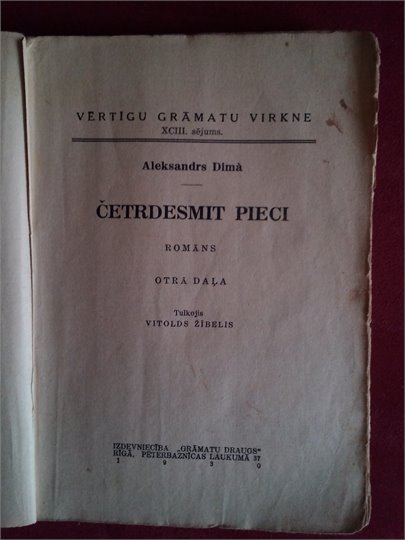 VĒRTĪGU GRĀMATU VIRKNE
XCIII. sējums.
Aleksandrs Dimà
ČETRDESMIT PIECI
ROMĀNS
OTRĀ DAĻA
Tulkojis
VITOLDS ŽĪBELIS
IZDEVNIECĪBA „GRĀMATU DRAUGS"
RĪGĀ, PĒTERBAZNĪCAS LAUKUMĀ 37
1 9 3 0